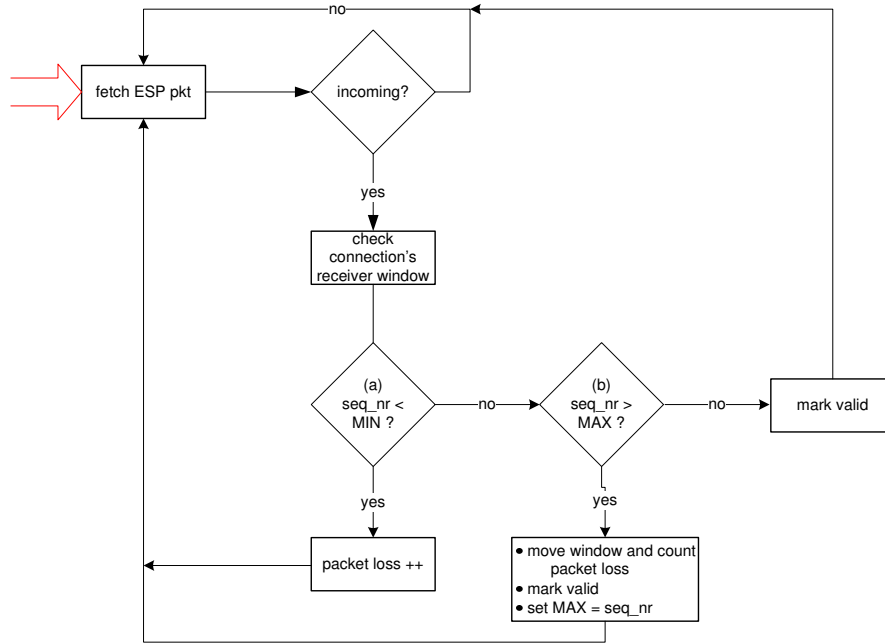 no
fetch ESP pkt
incoming?
yes
check
connection's
receiver window
(a)
seq_nr <
MIN ?
no
(b)
seq_nr >
MAX ?
no
mark valid
yes
yes
packet loss ++
• move window and count
packet loss
• mark valid
• set MAX = seq_nr